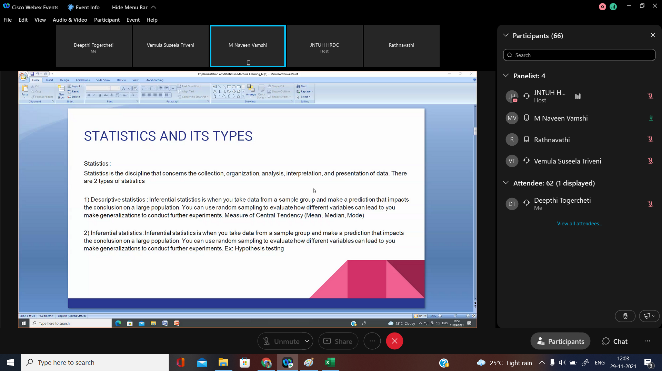 Cisco Webex Events
Event Info
Hide Menu Bar
File Edit View Audio & Video Participant Event Help
Deepthi Togercheti
Me
Vemula Suseela Triveni
M Naveen Vamshi
JNTUH HRDC
Host
Rathnavathi
STATISTICS AND ITS TYPES
Statistics :
Statistics is the discipline that concerns the collection, organization, analysis, interpretation, and presentation of data. There
are 2 types of statistics
1) Descriptive statistics : Inferential statistics is when you take data from a sample group and make a prediction that impacts
the conclusion on a large population. You can use random sampling to evaluate how different variables can lead to you
make generalizations to conduct further experiments. Measure of Central Tendency (Mean, Median, Mode)
2) Inferential statistics : Inferential statistics is when you take data from a sample group and make a prediction that impacts
the conclusion on a large population. You can use random sampling to evaluate how different variables can lead to you
make generalizations to conduct further experiments. Ex: Hypothesis testing
Unmute
Share
Participants
Chat
Participants (66)
Search
Panelist: 4
JNTUH H...
Host
MV M Naveen Vamshi
R Rathnavathi
VT Vemula Suseela Triveni
Attendee: 62 (1 displayed)
DT Deepthi Togercheti
Me
View all attendees
Type here to search
25°C Light rain
ENG
12:03
29-11-2021